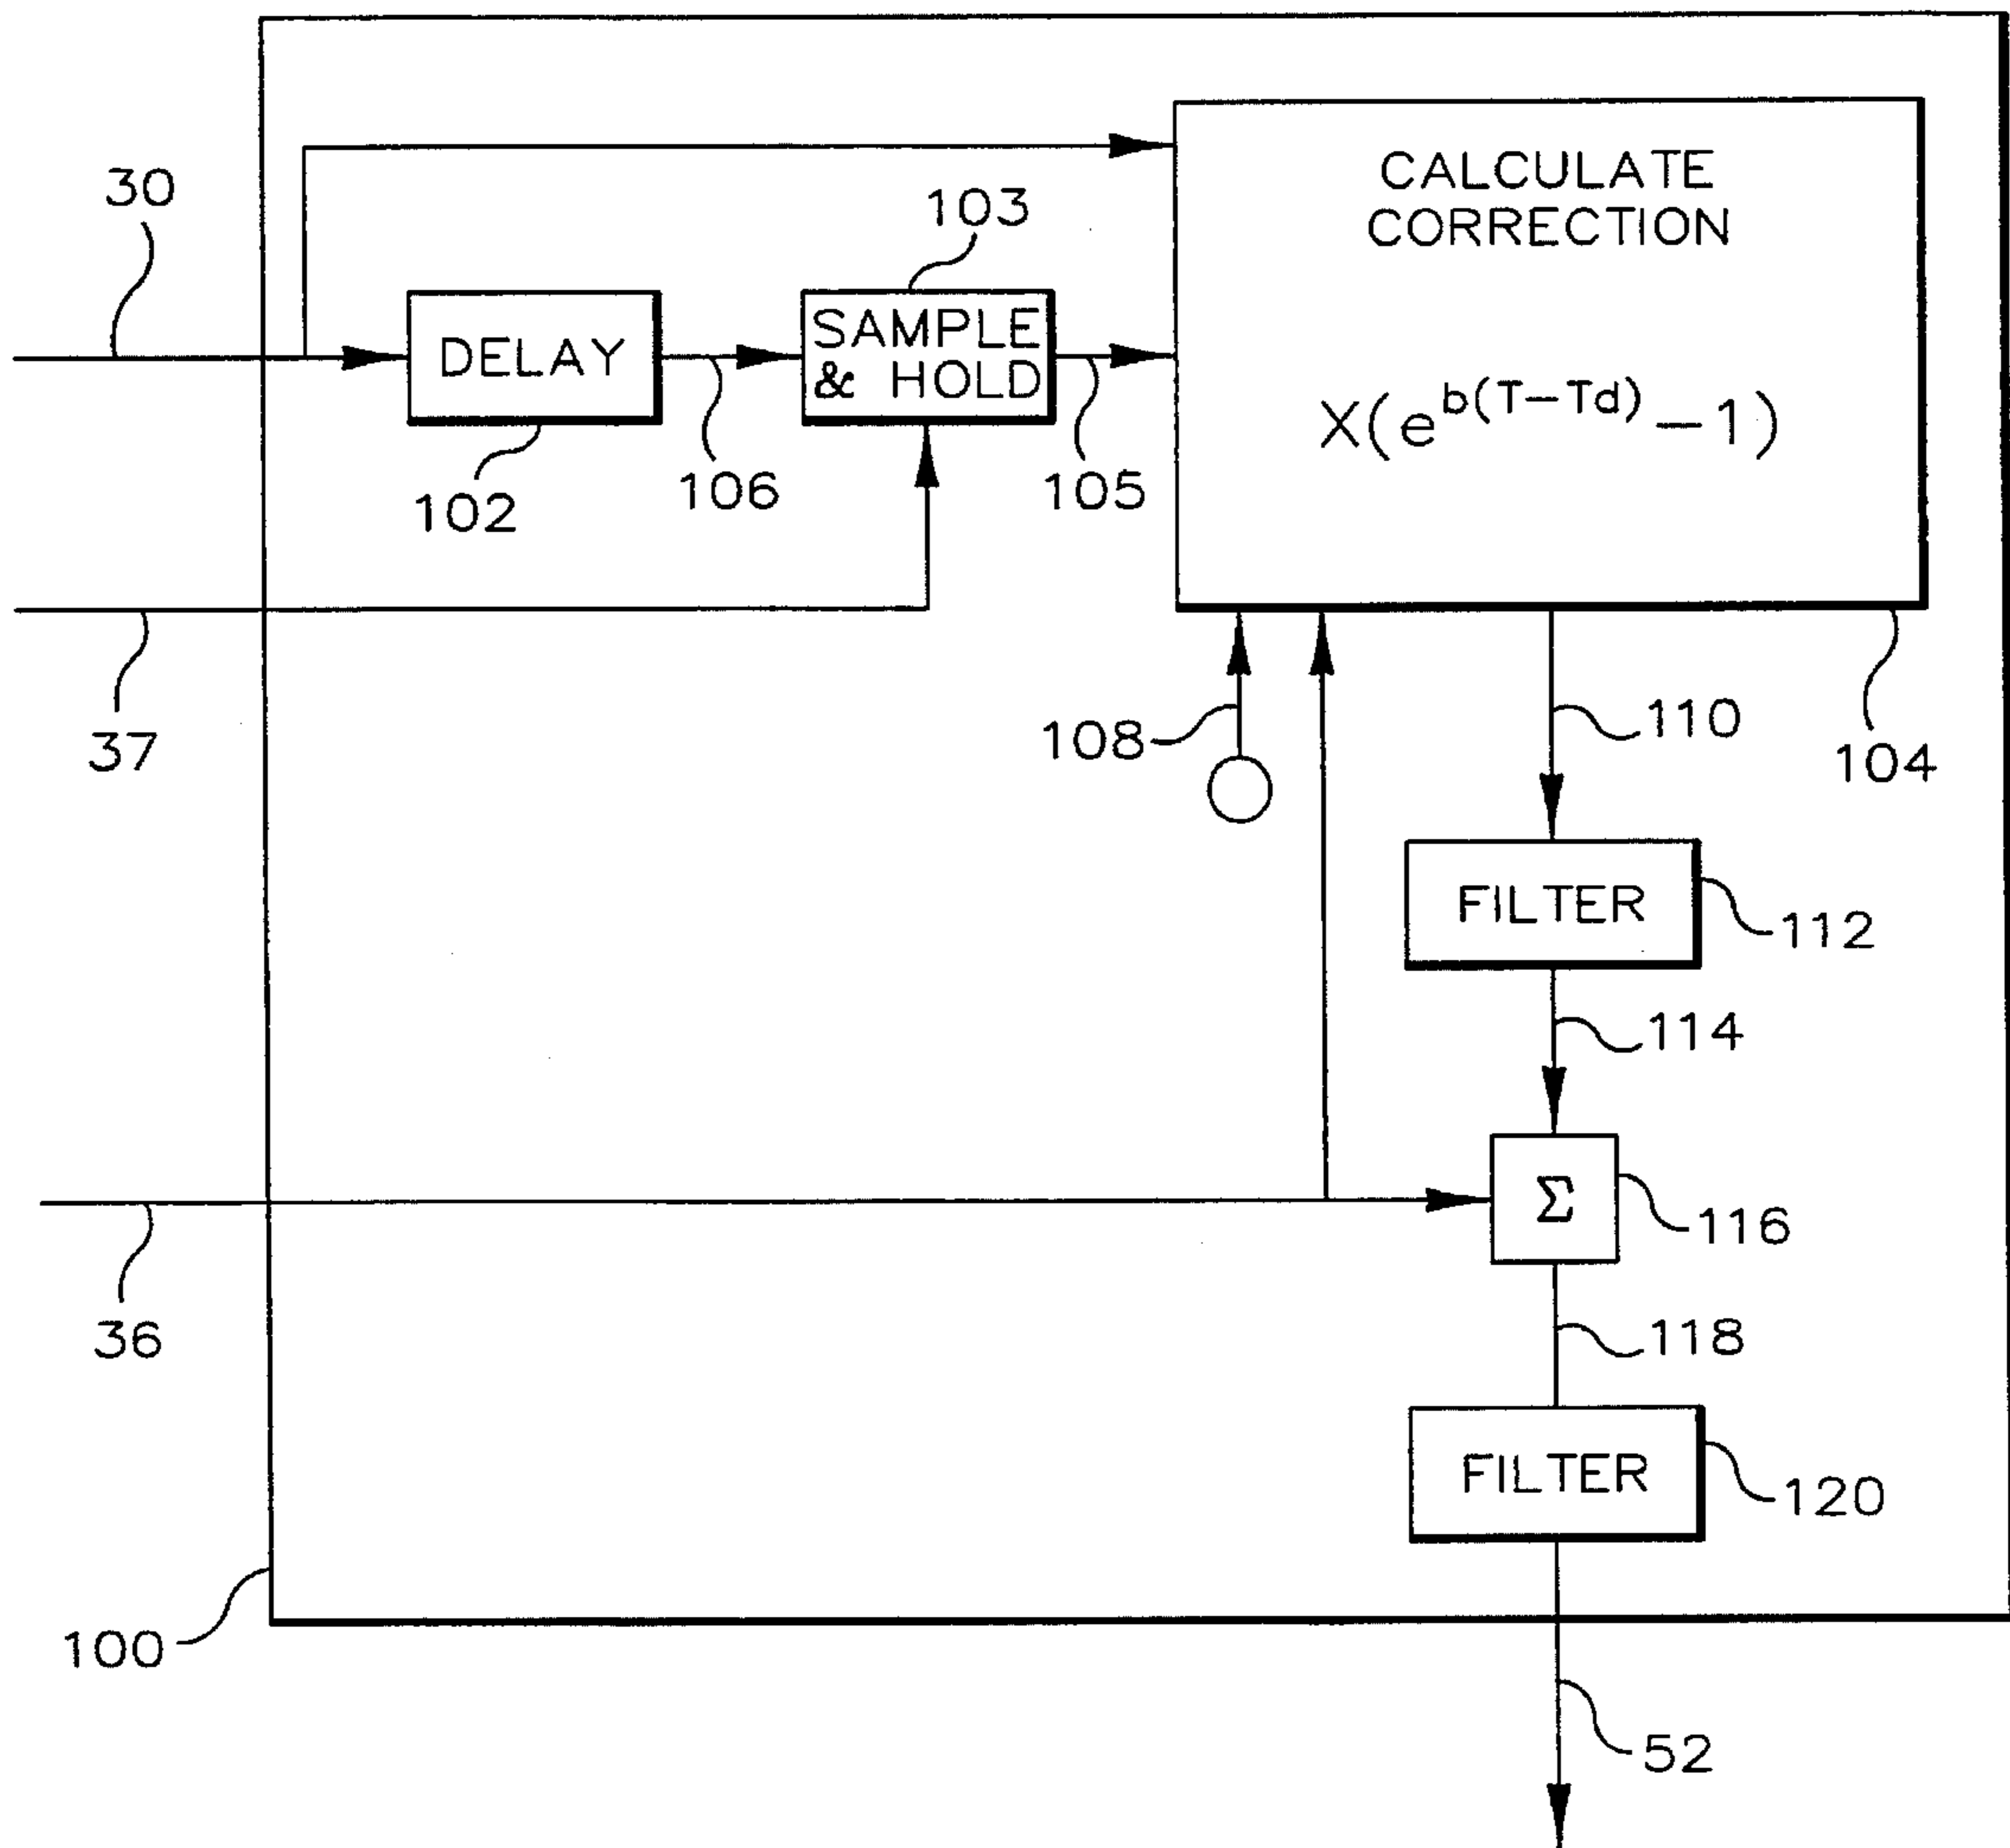 CALCULATE
CORRECTION
30
103
DELAY
SAMPLE
& HOLD
X(e^b(T-Td) -1)
102
106
105
37
108
110
104
FILTER
112
114
Σ
116
36
118
FILTER
120
100
52